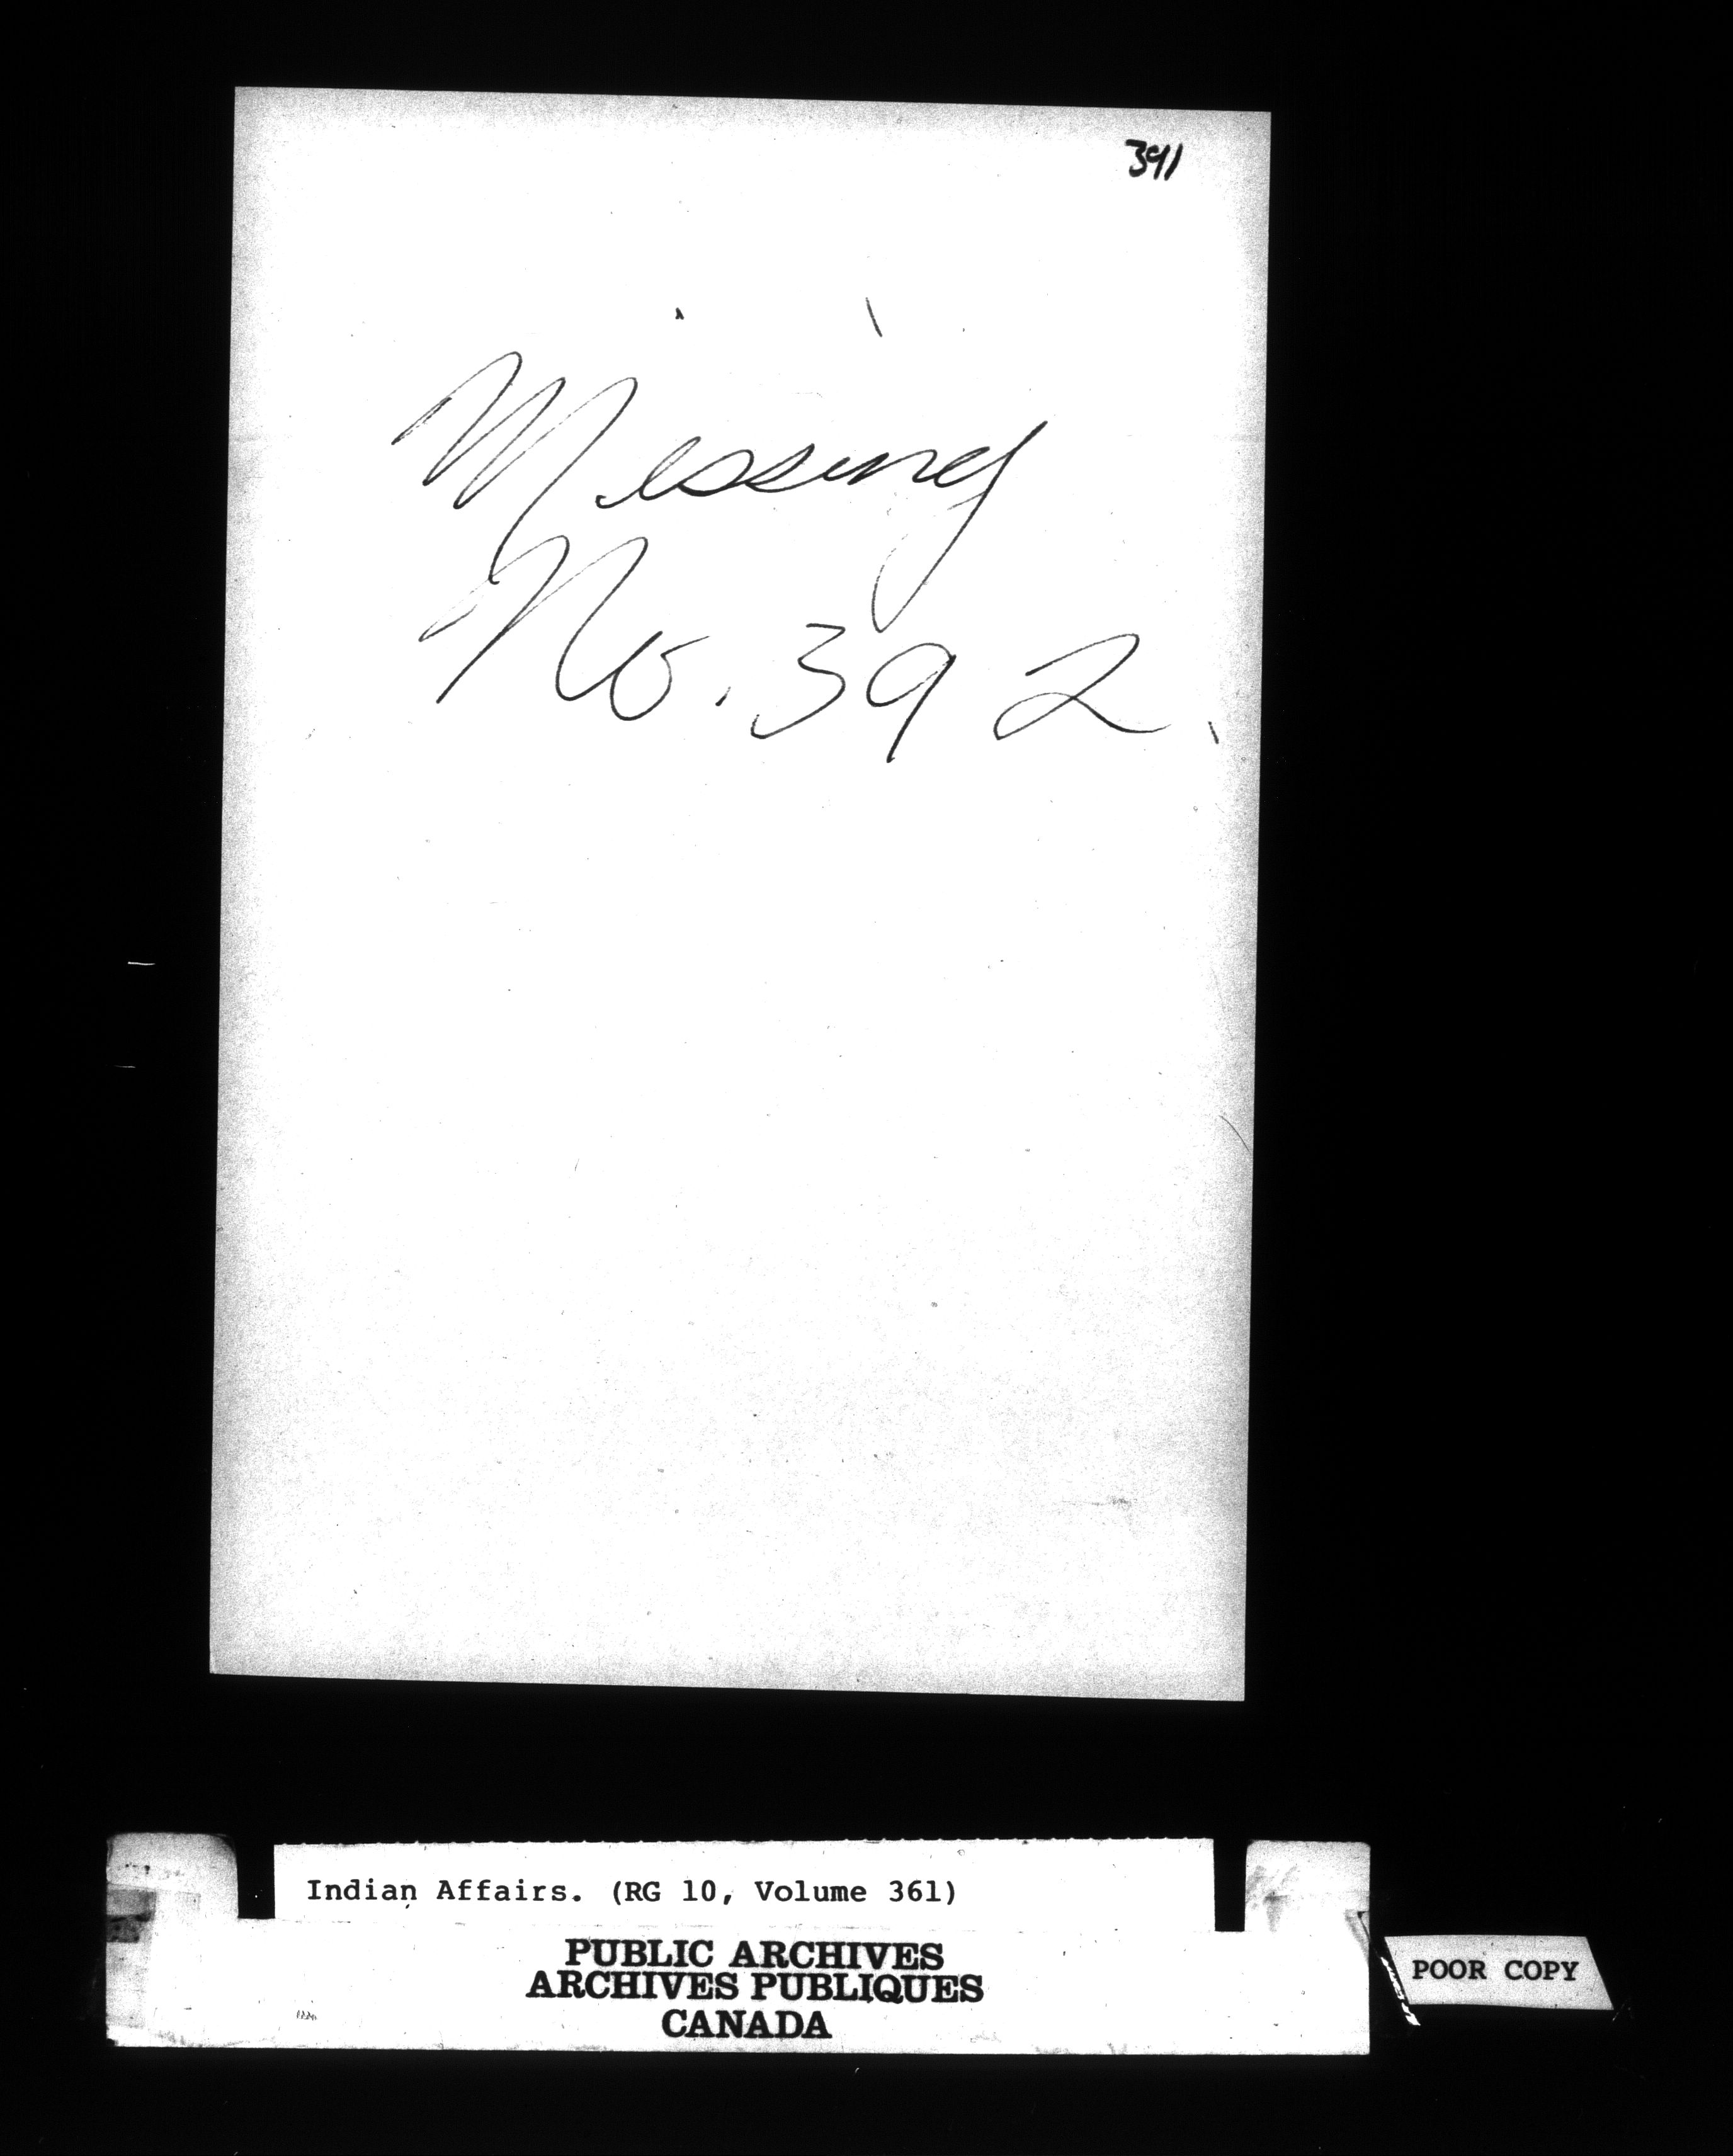 391
Missing
No. 392.
Indian Affairs. (RG 10, Volume 361)
PUBLIC ARCHIVES
ARCHIVES PUBLIQUES
CANADA
POOR COPY